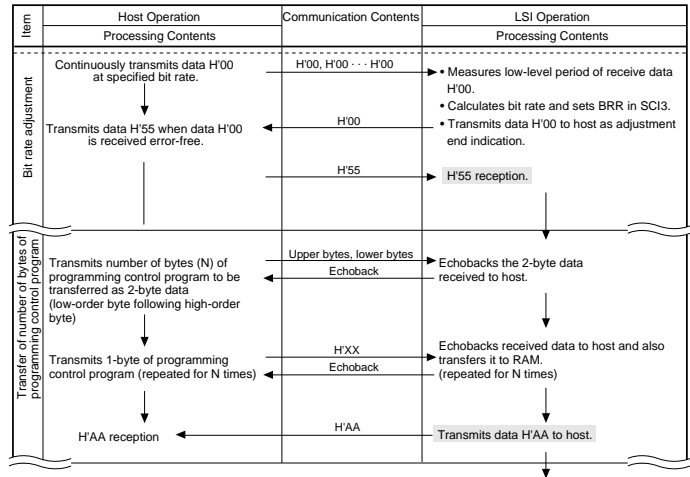 Item
Host Operation
Communication Contents
LSI Operation
Processing Contents
Processing Contents
Bit rate adjustment
Continuously transmits data H'00
at specified bit rate.
H'00, H'00 · · · H'00
• Measures low-level period of receive data
H'00.
• Calculates bit rate and sets BRR in SCI3.
• Transmits data H'00 to host as adjustment
end indication.
Transmits data H'55 when data H'00
is received error-free.
H'00
H'55
H'55 reception.
Transfer of number of bytes of
programming control program
Transmits number of bytes (N) of
programming control program to be
transferred as 2-byte data
(low-order byte following high-order
byte)
Upper bytes, lower bytes
Echoback
Echobacks the 2-byte data
received to host.
Transmits 1-byte of programming
control program (repeated for N times)
H'XX
Echoback
Echobacks received data to host and also
transfers it to RAM.
(repeated for N times)
H'AA reception
H'AA
Transmits data H'AA to host.